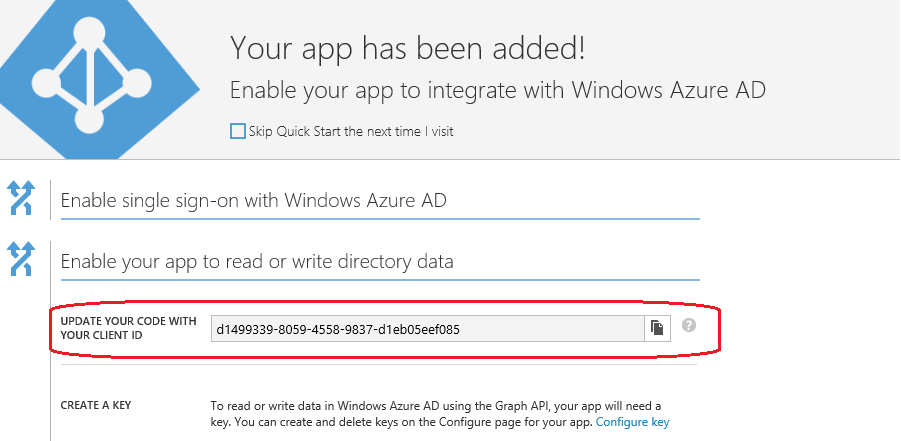 Your app has been added!
Enable your app to integrate with Windows Azure AD
Skip Quick Start the next time I visit
Enable single sign-on with Windows Azure AD
Enable your app to read or write directory data
UPDATE YOUR CODE WITH
YOUR CLIENT ID
d1499339-8059-4558-9837-d1eb05eef085
?
CREATE A KEY
To read or write data in Windows Azure AD using the Graph API, your app will need a
key. You can create and delete keys on the Configure page for your app. Configure key